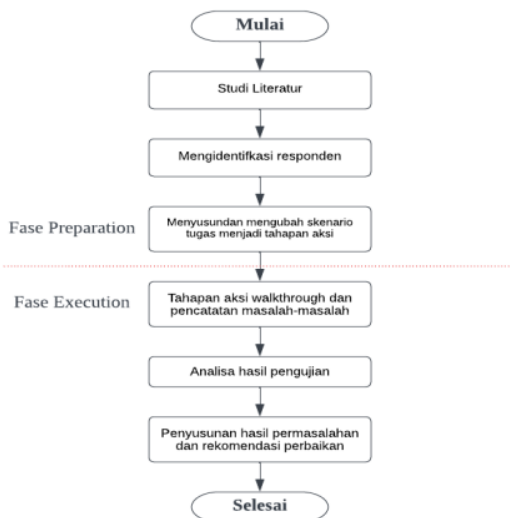 Mulai
Studi Literatur
Mengidentifkasi responden
Fase Preparation
Menyusundan mengubah skenario
tugas menjadi tahapan aksi
Fase Execution
Tahapan aksi walkthrough dan
pencatatan masalah-masalah
Analisa hasil pengujian
Penyusunan hasil permasalahan
dan rekomendasi perbaikan
Selesai